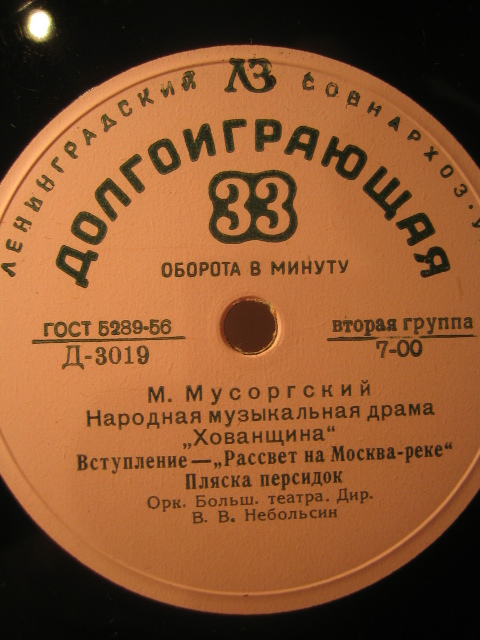 ЛЕНИНГРАДСКИЙ ЛЗ СОВНАРХОЗ · У
ДОЛГОИГРАЮЩАЯ
33
ОБОРОТА В МИНУТУ
ГОСТ 5289-56
Д-3019
вторая группа
7-00
М. Мусоргский
Народная музыкальная драма
„Хованщина“
Вступление — „Рассвет на Москва-реке“
Пляска персидок
Орк. Больш. театра. Дир.
В. В. Небольсин